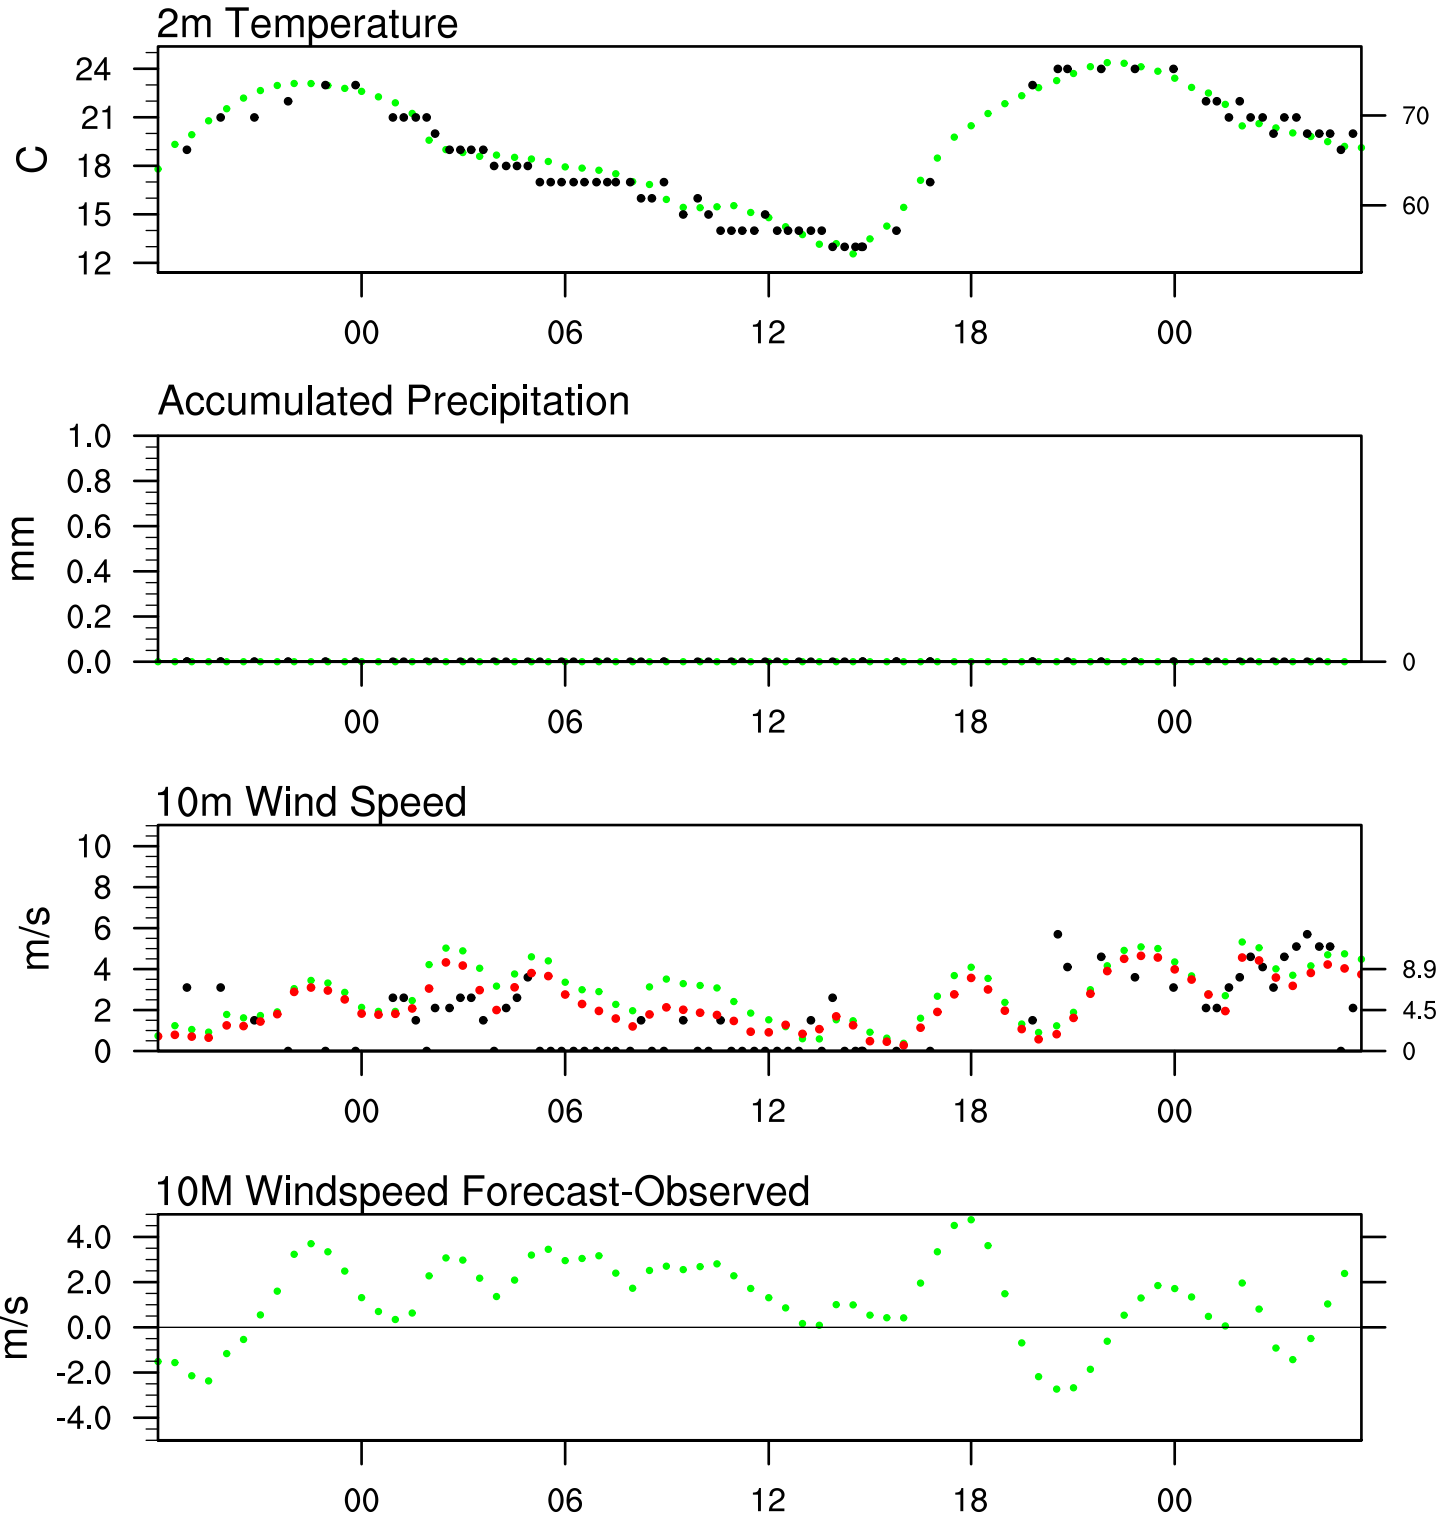 2m Temperature
24
21
18
15
12
C
70
60
00 06 12 18 00
Accumulated Precipitation
1.0
0.8
0.6
0.4
0.2
0.0
mm
0
00 06 12 18 00
10m Wind Speed
10
8
6
4
2
0
m/s
8.9
4.5
0
00 06 12 18 00
10M Windspeed Forecast-Observed
4.0
2.0
0.0
-2.0
-4.0
m/s
00 06 12 18 00